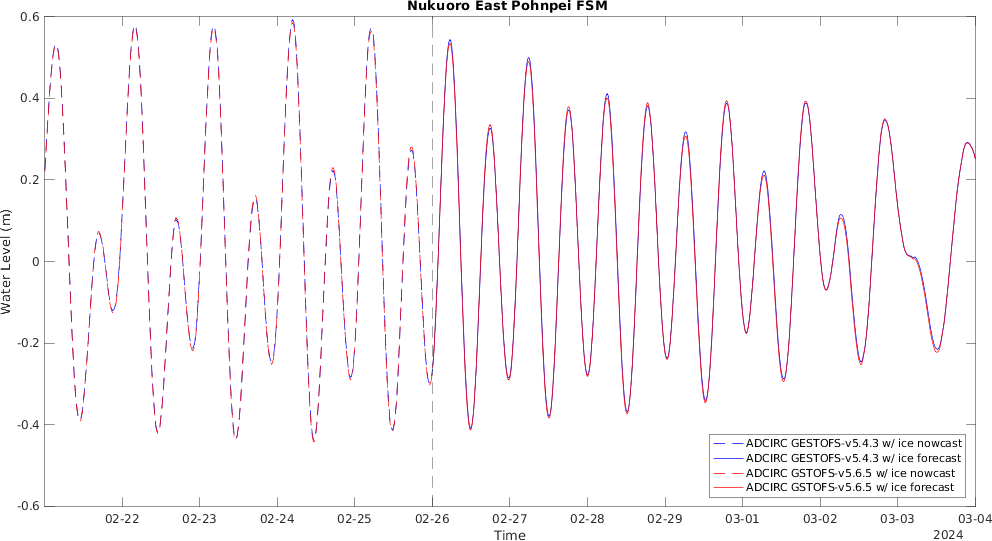 Nukuoro East Pohnpei FSM
0.6
0.4
0.2
0
-0.2
-0.4
-0.6
Water Level (m)
ADCIRC GESTOFS-v5.4.3 w/ ice nowcast
ADCIRC GESTOFS-v5.4.3 w/ ice forecast
ADCIRC GSTOFS-v5.6.5 w/ ice nowcast
ADCIRC GSTOFS-v5.6.5 w/ ice forecast
02-22 02-23 02-24 02-25 02-26 02-27 02-28 02-29 03-01 03-02 03-03 03-04
Time
2024